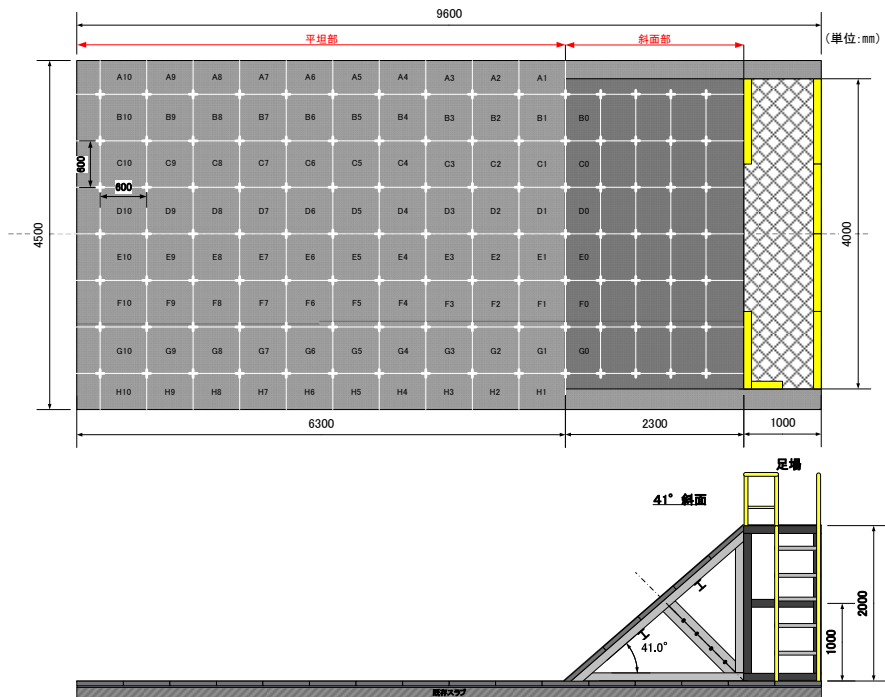 9600
平坦部 斜面部 (単位:mm)
A10 A9 A8 A7 A6 A5 A4 A3 A2 A1
B10 B9 B8 B7 B6 B5 B4 B3 B2 B1 B0
600
C10 C9 C8 C7 C6 C5 C4 C3 C2 C1 C0
600
D10 D9 D8 D7 D6 D5 D4 D3 D2 D1 D0
4500
4000
E10 E9 E8 E7 E6 E5 E4 E3 E2 E1 E0
F10 F9 F8 F7 F6 F5 F4 F3 F2 F1 F0
G10 G9 G8 G7 G6 G5 G4 G3 G2 G1 G0
H10 H9 H8 H7 H6 H5 H4 H3 H2 H1
6300 2300 1000
足場
41° 斜面
2000
1000
41.0°
既存スラブ